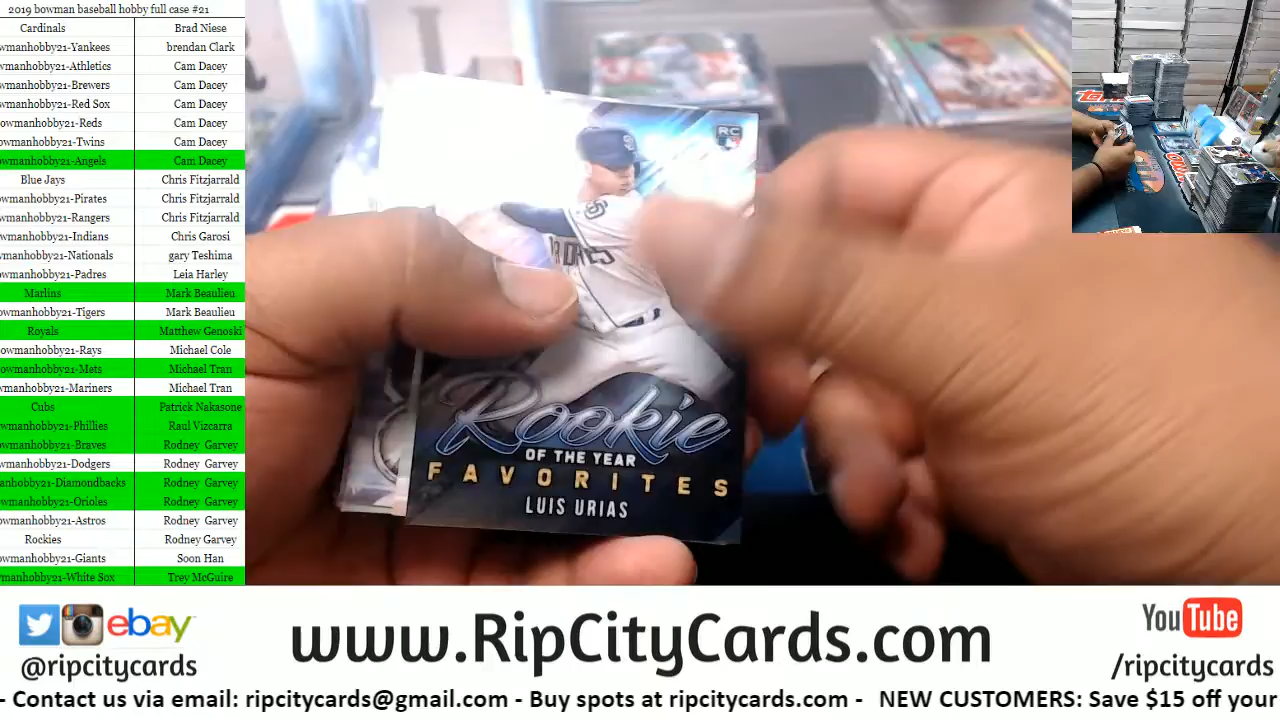 2019 bowman baseball hobby full case #21
Cardinals Brad Niese
wmanhobby21-Yankees brendan Clark
owmanhobby21-Athletics Cam Dacey
owmanhobby21-Brewers Cam Dacey
owmanhobby21-Red Sox Cam Dacey
owmanhobby21-Reds Cam Dacey
owmanhobby21-Twins Cam Dacey
owmanhobby21-Angels Cam Dacey
Blue Jays Chris Fitzjarrald
owmanhobby21-Pirates Chris Fitzjarrald
owmanhobby21-Rangers Chris Fitzjarrald
owmanhobby21-Indians Chris Garosi
manhobby21-Nationals gary Teshima
owmanhobby21-Padres Leia Harley
Marlins Mark Beaulieu
owmanhobby21-Tigers Mark Beaulieu
Royals Matthew Genoski
owmanhobby21-Rays Michael Cole
owmanhobby21-Mets Michael Tran
wmanhobby21-Mariners Michael Tran
Cubs Patrick Nakasone
owmanhobby21-Phillies Raul Vizcarra
owmanhobby21-Braves Rodney Garvey
wmanhobby21-Dodgers Rodney Garvey
anhobby21-Diamondbacks Rodney Garvey
owmanhobby21-Orioles Rodney Garvey
owmanhobby21-Astros Rodney Garvey
Rockies Rodney Garvey
owmanhobby21-Giants Soon Han
wmanhobby21-White Sox Trey McGuire
RC
SD
SD
PADRES
Rookie
OF THE YEAR
FAVORITES
LUIS URIAS
ebay
@ripcitycards
www.RipCityCards.com
YouTube
/ripcitycards
- Contact us via email: ripcitycards@gmail.com - Buy spots at ripcitycards.com - NEW CUSTOMERS: Save $15 off your